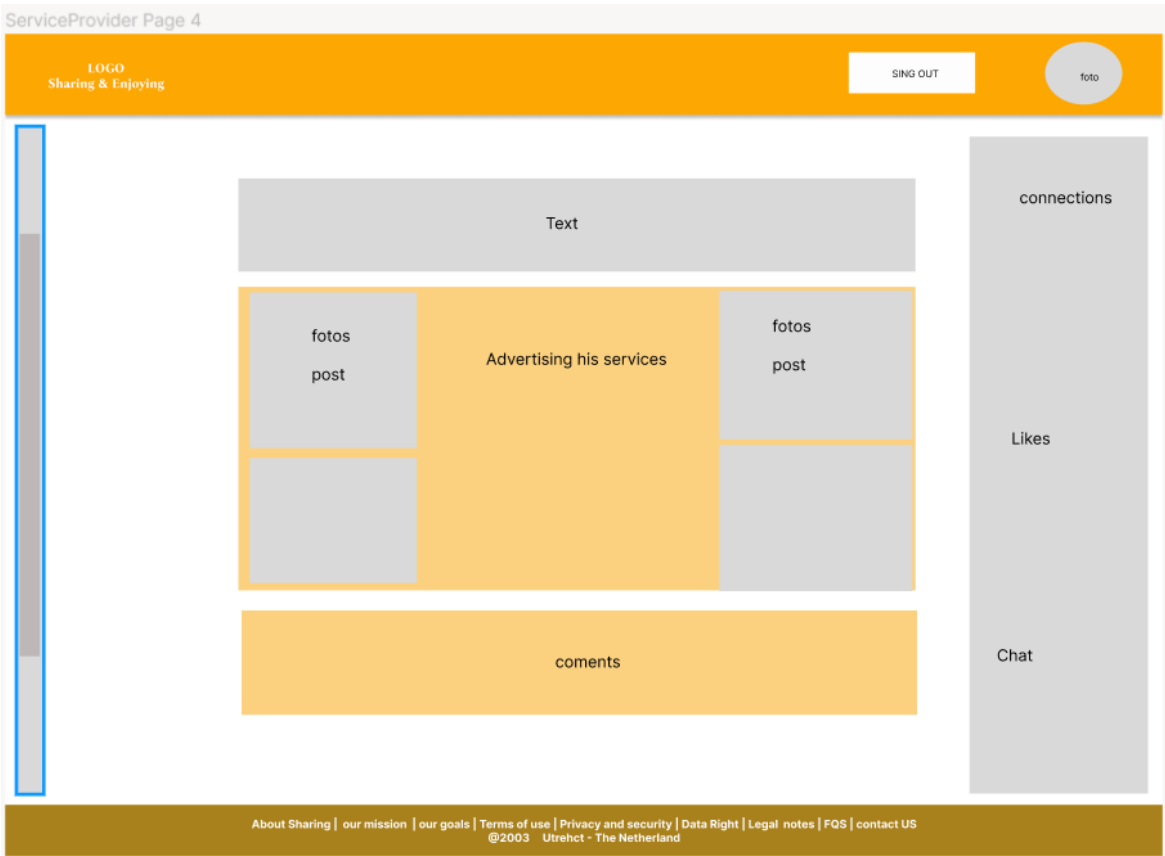 ServiceProvider Page 4
LOGO
Sharing & Enjoying
SING OUT
foto
Text
fotos
post
Advertising his services
fotos
post
coments
connections
Likes
Chat
About Sharing | our mission | our goals | Terms of use | Privacy and security | Data Right | Legal notes | FQS | contact US
@2003 Utrehct - The Netherland